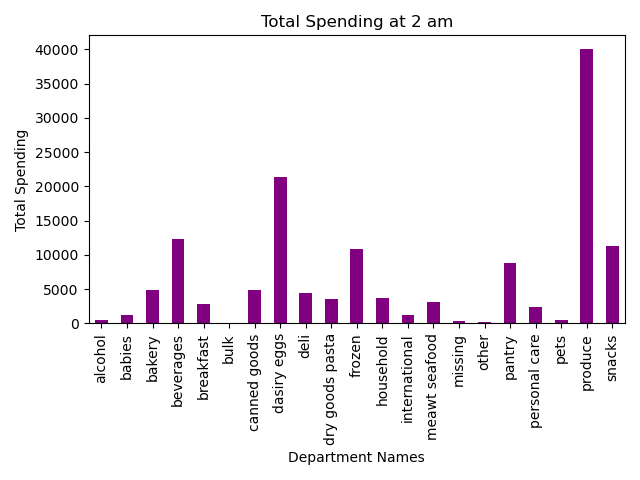 Total Spending at 2 am
Total Spending
40000
35000
30000
25000
20000
15000
10000
5000
0
alcohol
babies
bakery
beverages
breakfast
bulk
canned goods
dasiry eggs
deli
dry goods pasta
frozen
household
international
meawt seafood
missing
other
pantry
personal care
pets
produce
snacks
Department Names